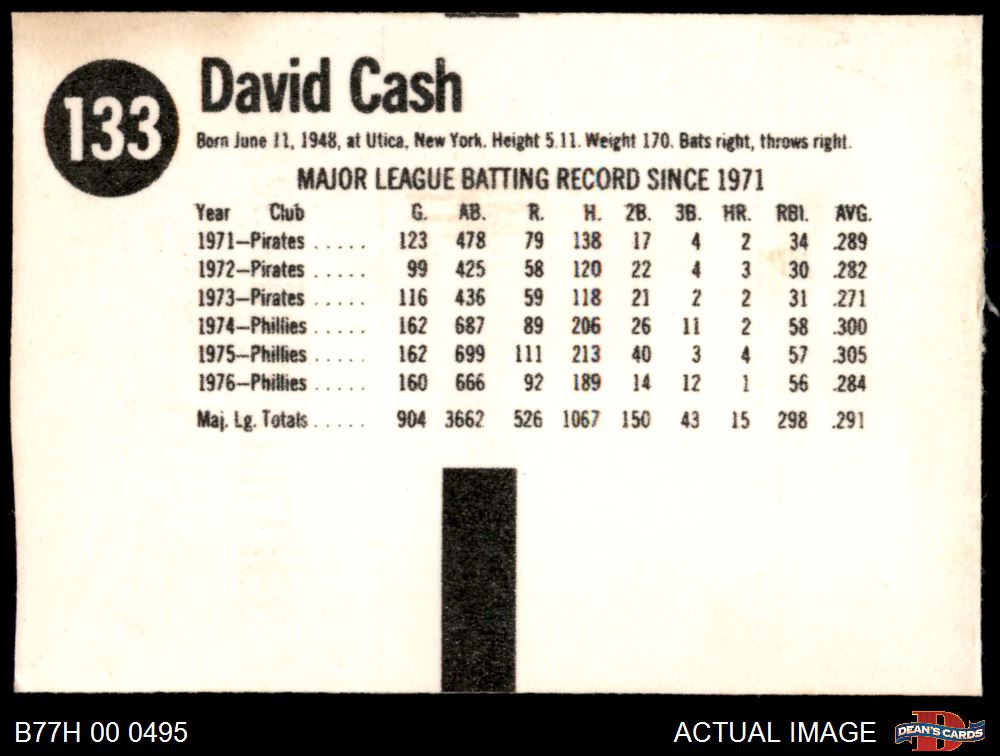 133
David Cash
Born June 11, 1948, at Utica, New York. Height 5.11. Weight 170. Bats right, throws right.
MAJOR LEAGUE BATTING RECORD SINCE 1971
Year Club G. AB. R. H. 2B. 3B. HR. RBI. AVG.
1971—Pirates ..... 123 478 79 138 17 4 2 34 .289
1972—Pirates ..... 99 425 58 120 22 4 3 30 .282
1973—Pirates ..... 116 436 59 118 21 2 2 31 .271
1974—Phillies ..... 162 687 89 206 26 11 2 58 .300
1975—Phillies ..... 162 699 111 213 40 3 4 57 .305
1976—Phillies ..... 160 666 92 189 14 12 1 56 .284
Maj. Lg. Totals ..... 904 3662 526 1067 150 43 15 298 .291
B77H 00 0495 ACTUAL IMAGE
DEAN'S CARDS